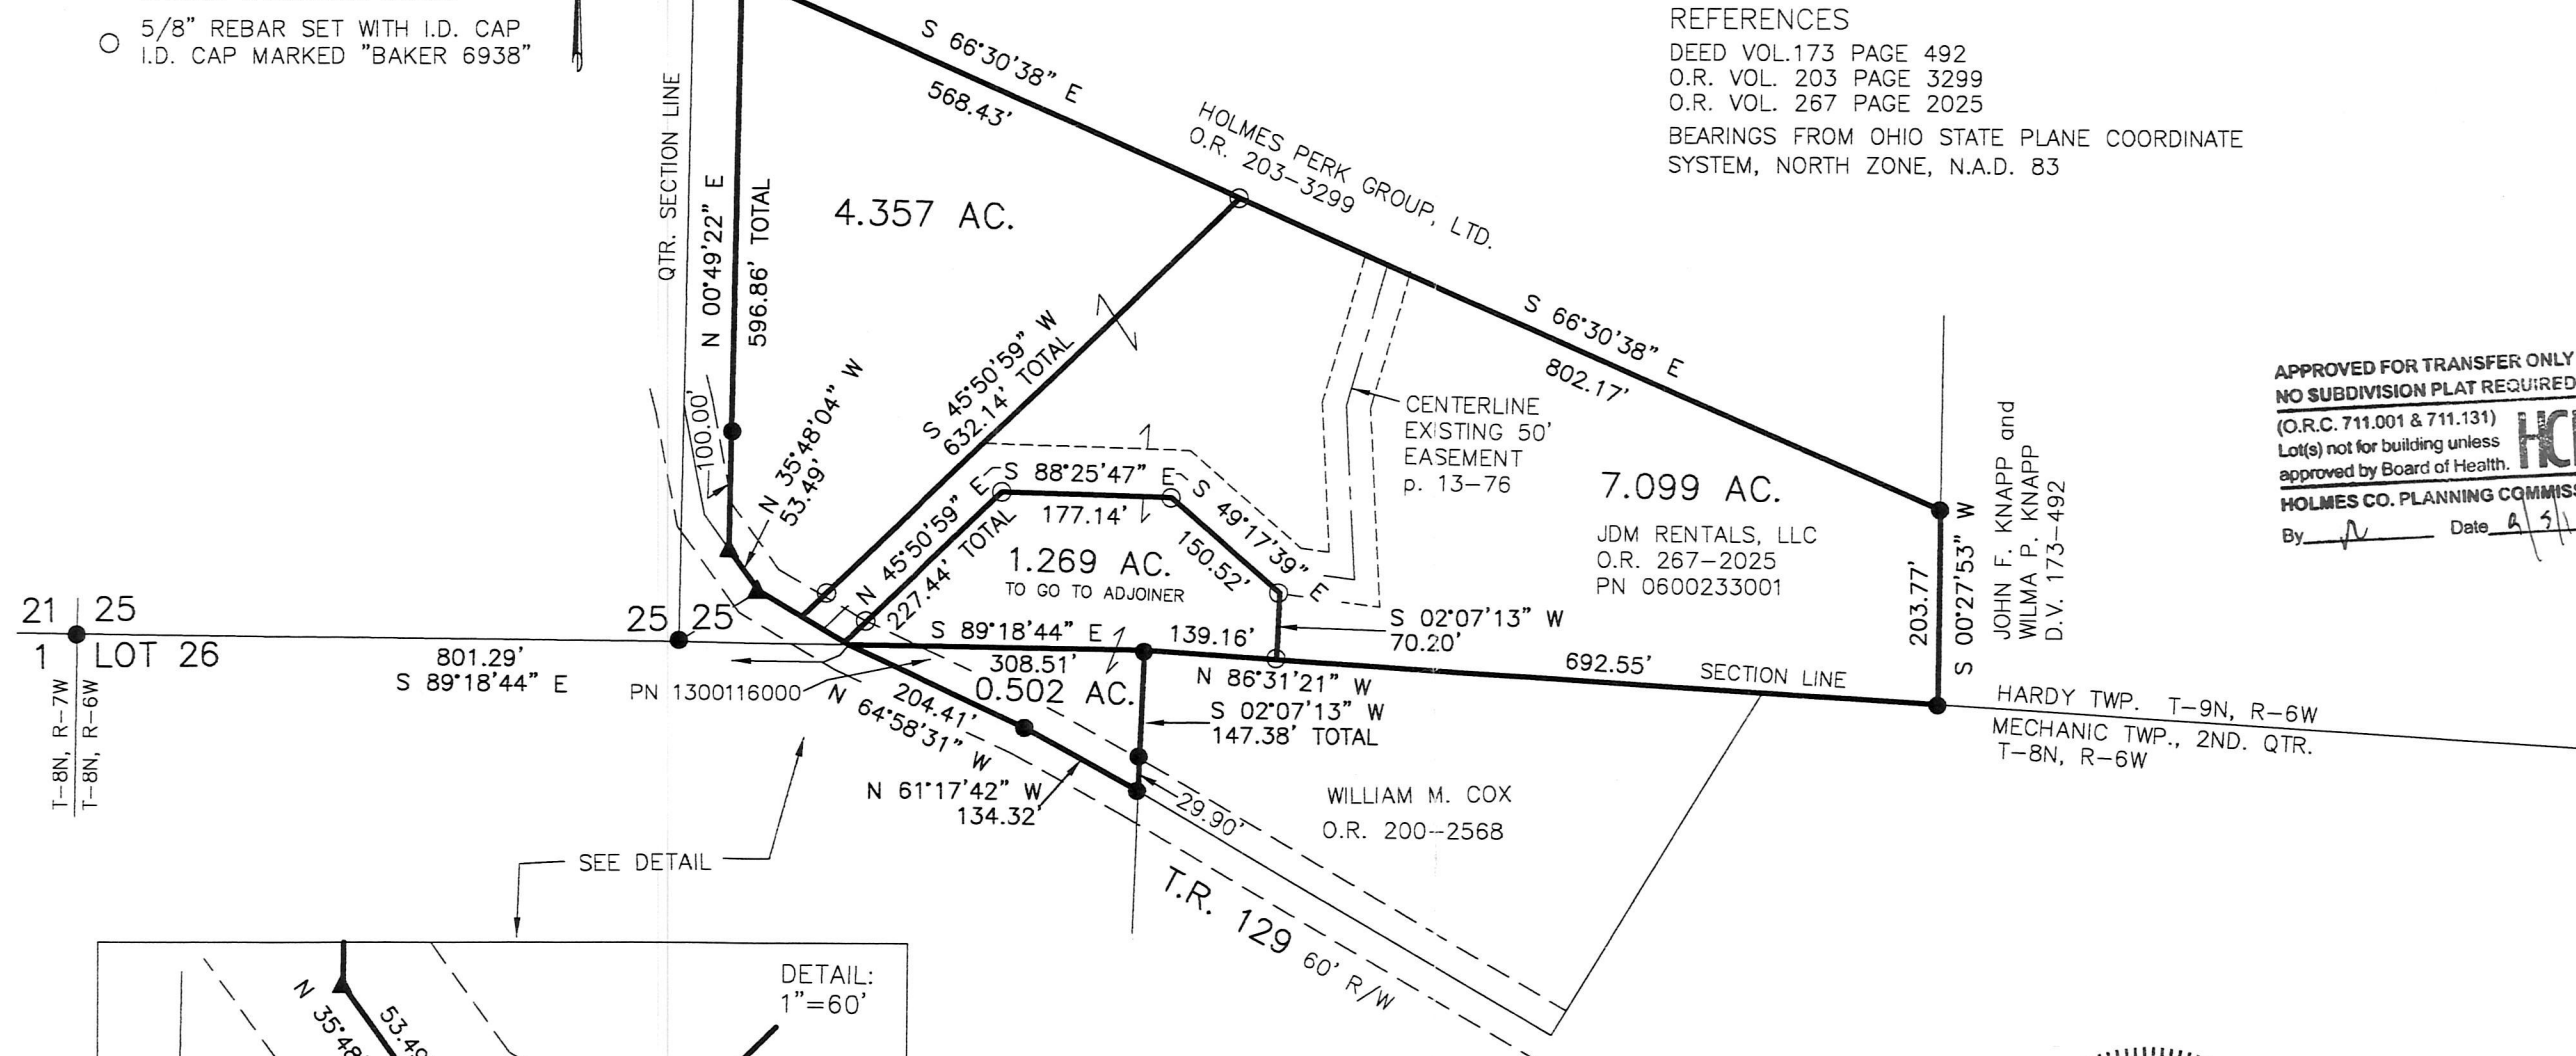 5/8" REBAR SET WITH I.D. CAP
I.D. CAP MARKED "BAKER 6938"
REFERENCES
DEED VOL.173 PAGE 492
O.R. VOL. 203 PAGE 3299
O.R. VOL. 267 PAGE 2025
BEARINGS FROM OHIO STATE PLANE COORDINATE
SYSTEM, NORTH ZONE, N.A.D. 83
S 66°30'38" E
568.43'
HOLMES PERK GROUP, LTD.
O.R. 203-3299
QTR. SECTION LINE
N 00°49'22" E
596.86' TOTAL
4.357 AC.
S 45°50'59" W
632.14' TOTAL
N 35°48'04" W
53.49'
100.00'
S 66°30'38" E
802.17'
CENTERLINE
EXISTING 50'
EASEMENT
p. 13-76
7.099 AC.
JDM RENTALS, LLC
O.R. 267-2025
PN 0600233001
203.77'
S 00°27'53" W
JOHN F. KNAPP and
WILMA P. KNAPP
D.V. 173-492
APPROVED FOR TRANSFER ONLY
NO SUBDIVISION PLAT REQUIRED
(O.R.C. 711.001 & 711.131)
Lot(s) not for building unless
approved by Board of Health.
HOLMES CO. PLANNING
By Date
N 45°50'59" E
227.44' TOTAL
S 88°25'47" E
177.14'
S 49°17'39" E
150.52'
1.269 AC.
TO GO TO ADJOINER
S 02°07'13" W
70.20'
21 25
1 LOT 26
T-8N, R-7W
T-8N, R-6W
801.29'
S 89°18'44" E
25 25
S 89°18'44" E
308.51'
139.16'
N 86°31'21" W
692.55'
SECTION LINE
PN 1300116000
0.502 AC.
204.41'
N 64°58'31" W
S 02°07'13" W
147.38' TOTAL
HARDY TWP. T-9N, R-6W
MECHANIC TWP., 2ND. QTR.
T-8N, R-6W
N 61°17'42" W
134.32'
29.90'
WILLIAM M. COX
O.R. 200-2568
SEE DETAIL
T.R. 129 60' R/W
DETAIL:
1"=60'
N 35°48'
53.49